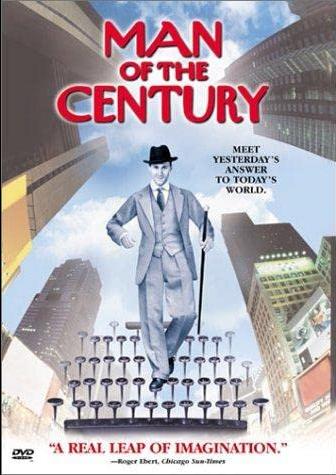 MAN
OF THE
CENTURY
MEET
YESTERDAY'S
ANSWER
TO TODAY'S
WORLD.
DVD
"A REAL LEAP OF IMAGINATION."
—Roger Ebert, Chicago Sun-Times